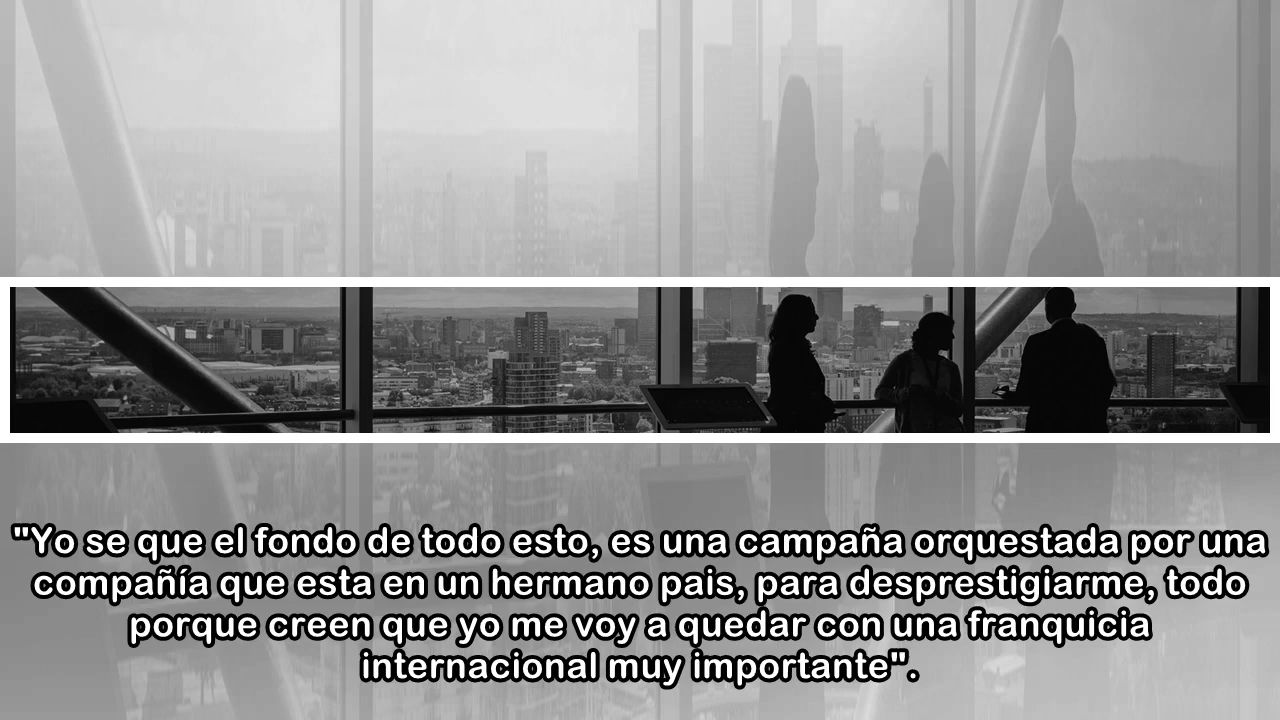 "Yo se que el fondo de todo esto, es una campaña orquestada por una
compañía que esta en un hermano pais, para desprestigiarme, todo
porque creen que yo me voy a quedar con una franquicia
internacional muy importante".